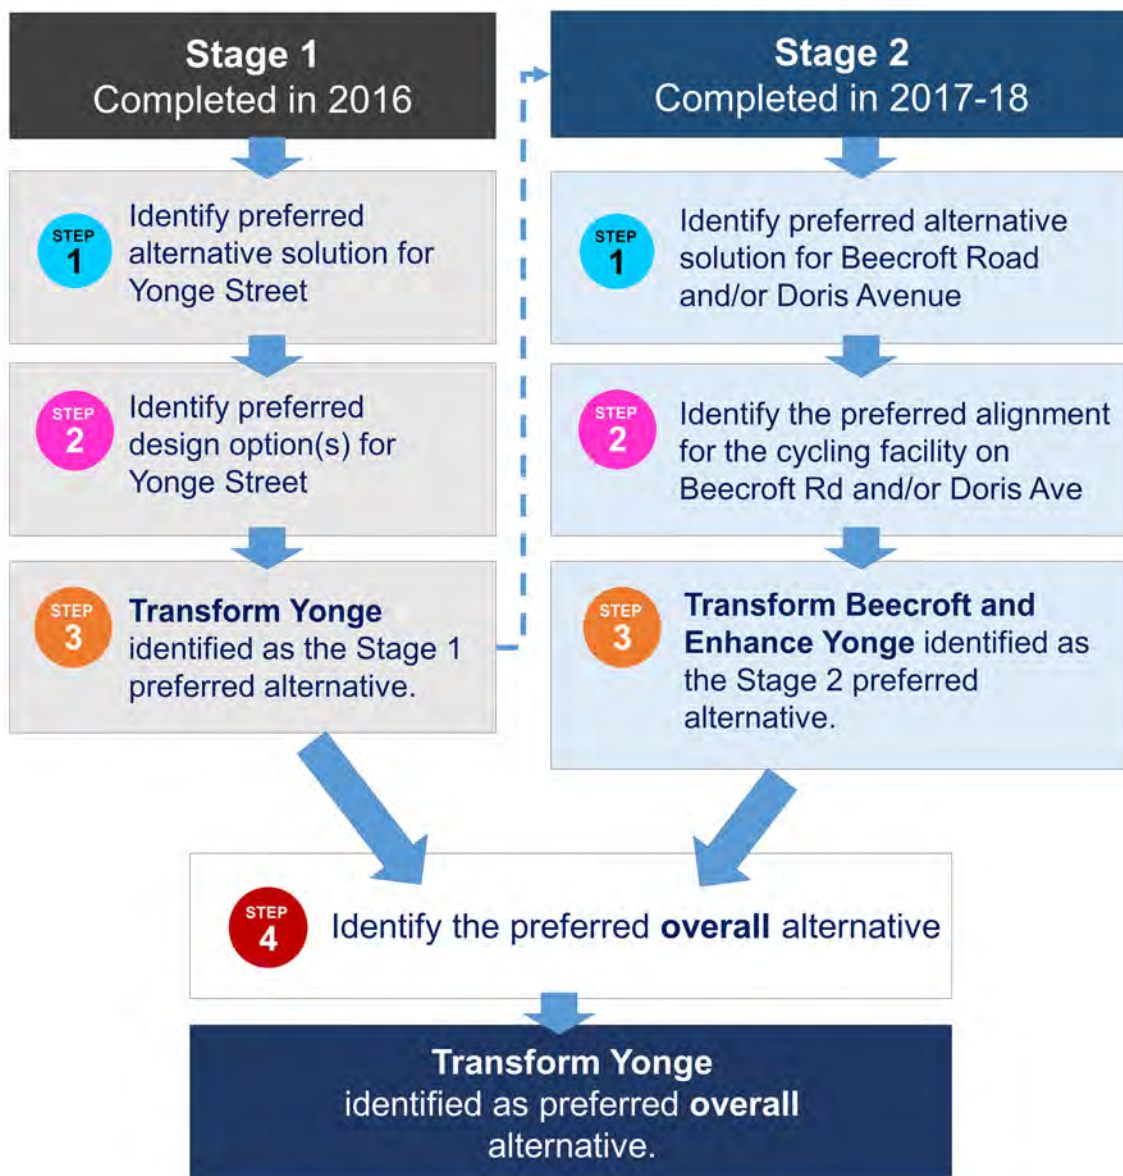 Stage 1
Completed in 2016
STEP
1
Identify preferred
alternative solution for
Yonge Street
STEP
2
Identify preferred
design option(s) for
Yonge Street
STEP
3
Transform Yonge
identified as the Stage 1
preferred alternative.
Stage 2
Completed in 2017-18
STEP
1
Identify preferred alternative
solution for Beecroft Road
and/or Doris Avenue
STEP
2
Identify the preferred alignment
for the cycling facility on
Beecroft Rd and/or Doris Ave
STEP
3
Transform Beecroft and
Enhance Yonge identified as
the Stage 2 preferred
alternative.
STEP
4
Identify the preferred overall alternative
Transform Yonge
identified as preferred overall
alternative.